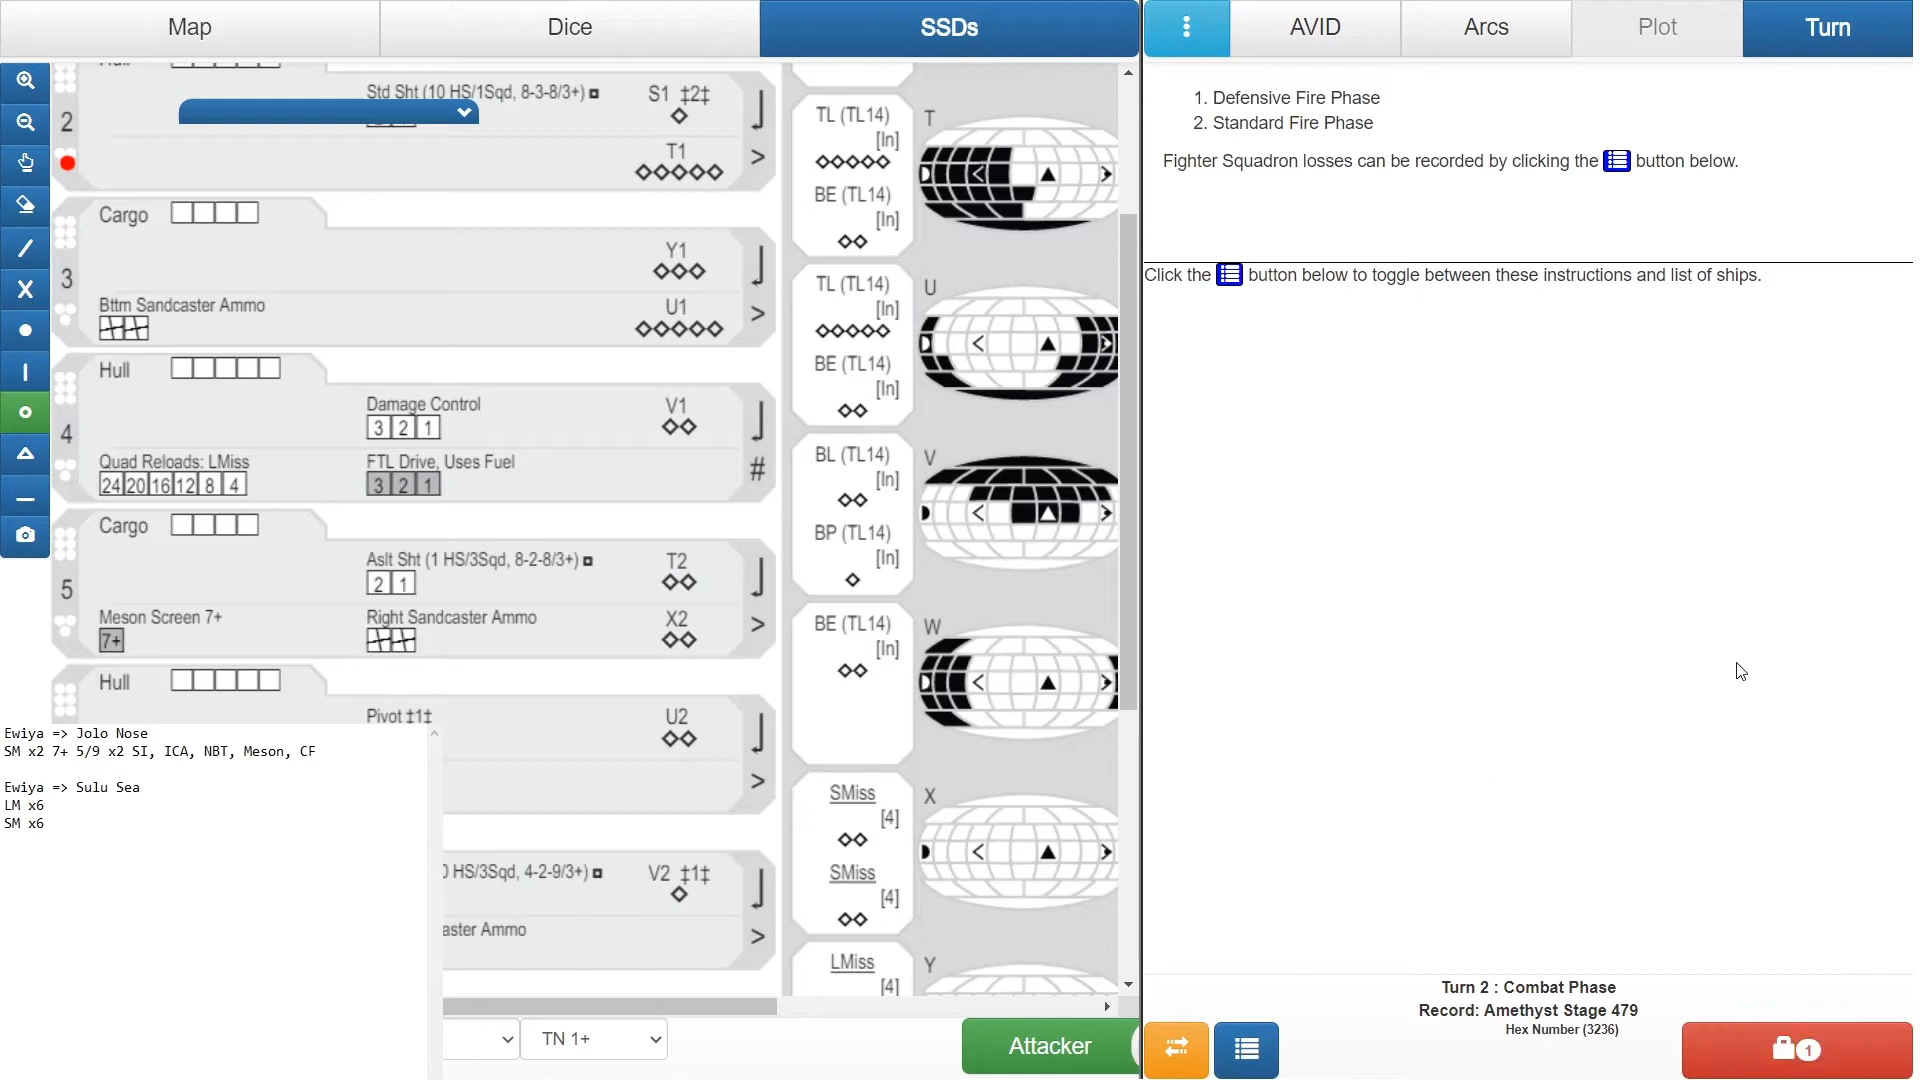 Map
Dice
SSDs
AVID
Arcs
Plot
Turn
2
Std Sht (10 HS/1Sqd, 8-3-8/3+)
S1 ‡2‡
T1
>
Cargo
3
Y1
Bttm Sandcaster Ammo
U1
>
Hull
4
Damage Control
3 2 1
V1
Quad Reloads: LMiss
24 20 16 12 8 4
FTL Drive, Uses Fuel
3 2 1
#
Cargo
5
Aslt Sht (1 HS/3Sqd, 8-2-8/3+)
2 1
T2
Meson Screen 7+
7+
Right Sandcaster Ammo
X2
>
Hull
Pivot ‡1‡
U2
>
0 HS/3Sqd, 4-2-9/3+)
V2 ‡1‡
aster Ammo
>
TL (TL14)
[In]
BE (TL14)
[In]
T
TL (TL14)
[In]
BE (TL14)
[In]
U
BL (TL14)
[In]
BP (TL14)
[In]
V
BE (TL14)
[In]
W
SMiss
[4]
SMiss
[4]
X
LMiss
[4]
Y
Ewiya => Jolo Nose
SM x2 7+ 5/9 x2 SI, ICA, NBT, Meson, CF
Ewiya => Sulu Sea
LM x6
SM x6
TN 1+
Attacker
1. Defensive Fire Phase
2. Standard Fire Phase
Fighter Squadron losses can be recorded by clicking the button below.
Click the button below to toggle between these instructions and list of ships.
Turn 2 : Combat Phase
Record: Amethyst Stage 479
Hex Number (3236)
1